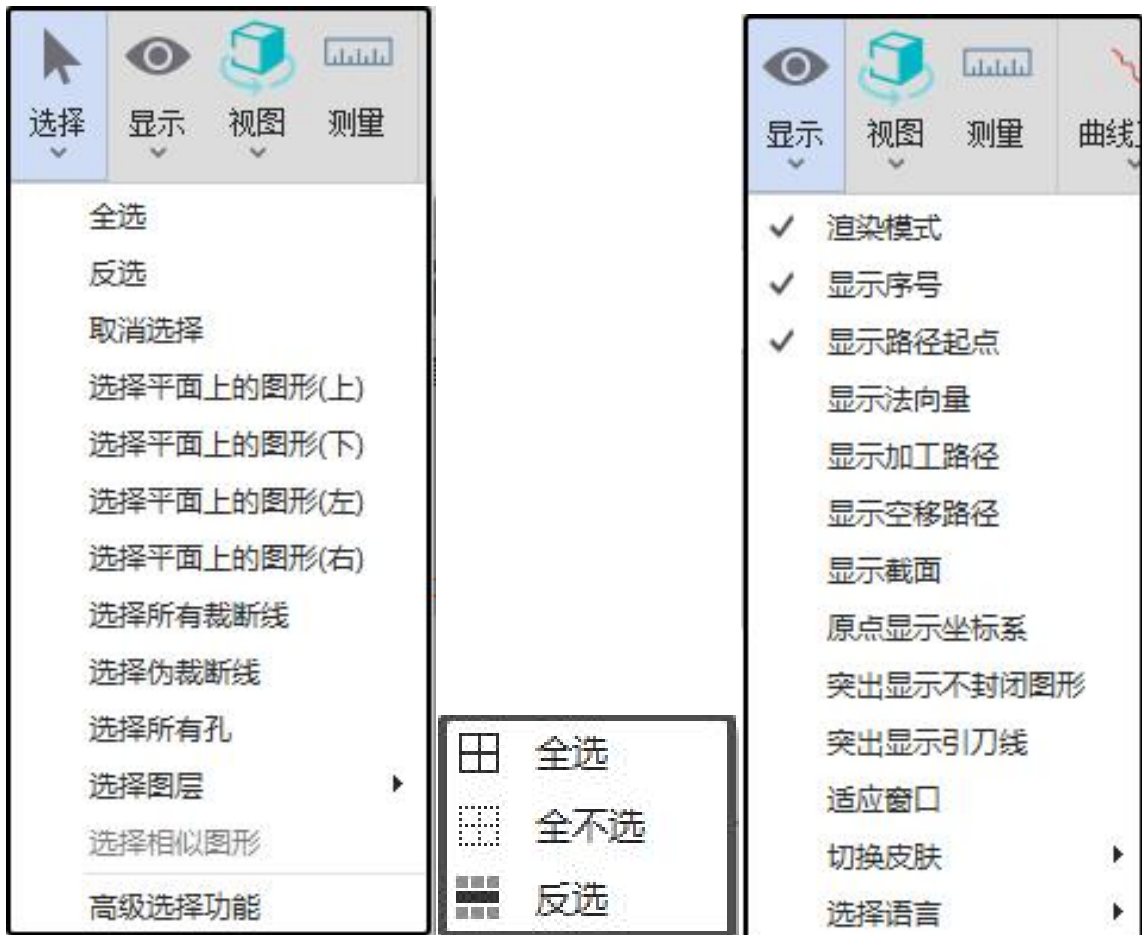 选择 显示 视图 测量
全选
反选
取消选择
选择平面上的图形(上)
选择平面上的图形(下)
选择平面上的图形(左)
选择平面上的图形(右)
选择所有裁断线
选择伪裁断线
选择所有孔
选择图层
选择相似图形
高级选择功能
全选
全不选
反选
显示 视图 测量 曲线
渲染模式
显示序号
显示路径起点
显示法向量
显示加工路径
显示空移路径
显示截面
原点显示坐标系
突出显示不封闭图形
突出显示引刀线
适应窗口
切换皮肤
选择语言